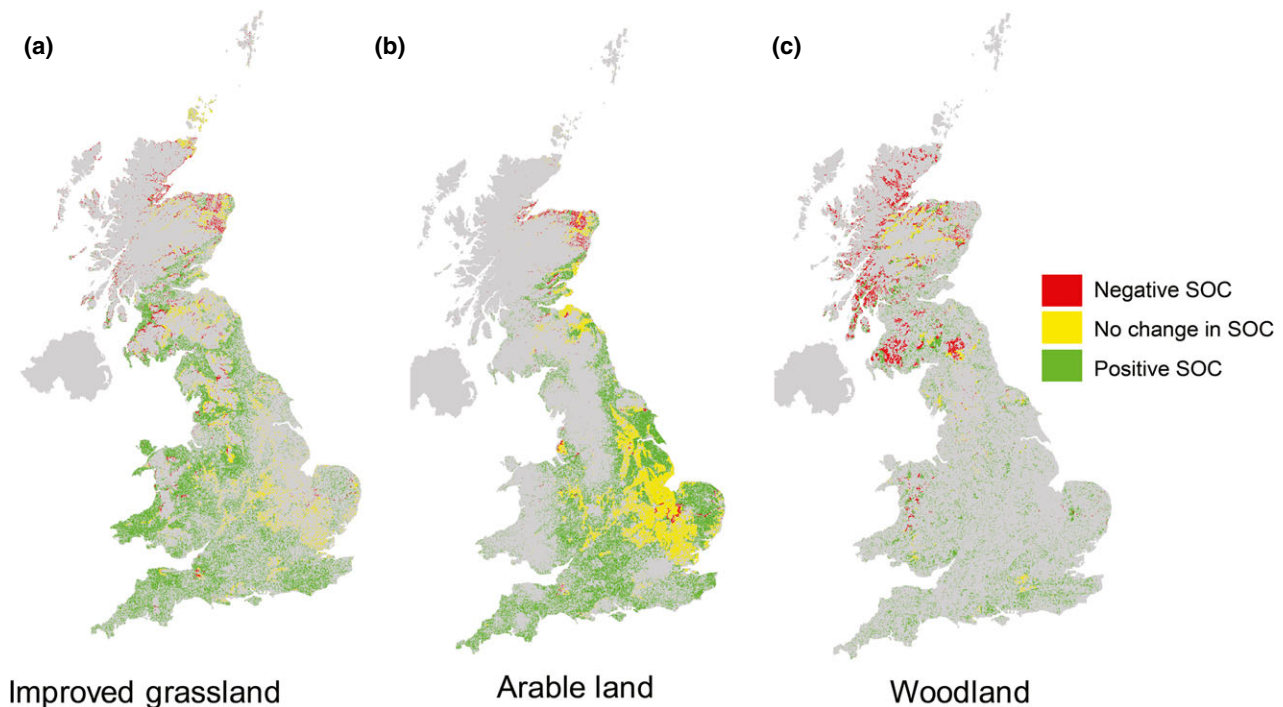 (a)
(b)
(c)
Negative SOC
No change in SOC
Positive SOC
Improved grassland
Arable land
Woodland